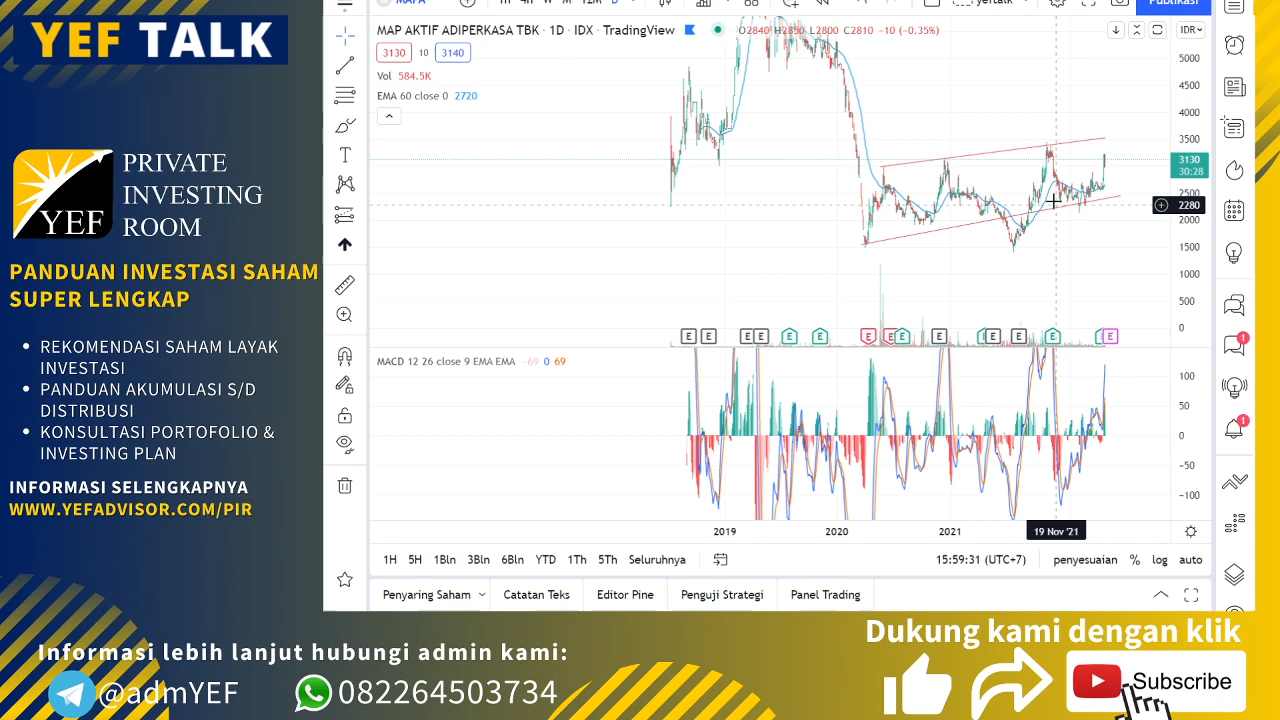 YEF TALK
YEF
PRIVATE
INVESTING
ROOM
PANDUAN INVESTASI SAHAM
SUPER LENGKAP
• REKOMENDASI SAHAM LAYAK
INVESTASI
• PANDUAN AKUMULASI S/D
DISTRIBUSI
• KONSULTASI PORTOFOLIO &
INVESTING PLAN
INFORMASI SELENGKAPNYA
WWW.YEFADVISOR.COM/PIR
Publikasi
MAP AKTIF ADIPERKASA TBK · 1D · IDX · TradingView
O2840 H2850 L2800 C2810 −10 (−0.35%)
IDR
3130 10 3140
Vol 584.5K
EMA 60 close 0 2720
5000
4500
4000
3500
3130
30:28
2500
2280
2000
1500
1000
500
0
E E E E E E E E E E E E E E
MACD 12 26 close 9 EMA EMA −69 0 69
100
50
0
−50
−100
2019 2020 2021 19 Nov '21
1H 5H 1Bln 3Bln 6Bln YTD 1Th 5Th Seluruhnya
15:59:31 (UTC+7) penyesuaian % log auto
Penyaring Saham Catatan Teks Editor Pine Penguji Strategi Panel Trading
1
1
Informasi lebih lanjut hubungi admin kami:
@admYEF 082264503734
Dukung kami dengan klik
Subscribe